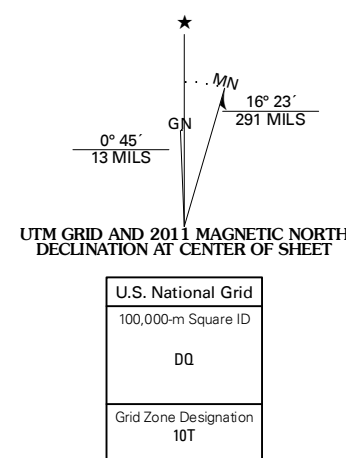 ★
MN
16° 23´
291 MILS
GN
0° 45´
13 MILS
UTM GRID AND 2011 MAGNETIC NORTH
DECLINATION AT CENTER OF SHEET
U.S. National Grid
100,000-m Square ID
DQ
Grid Zone Designation
10T